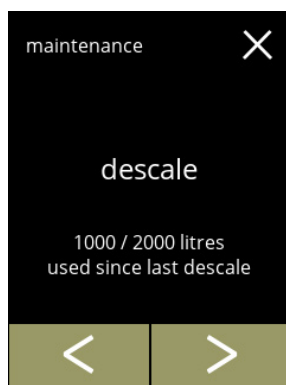 maintenance
descale
1000 / 2000 litres
used since last descale